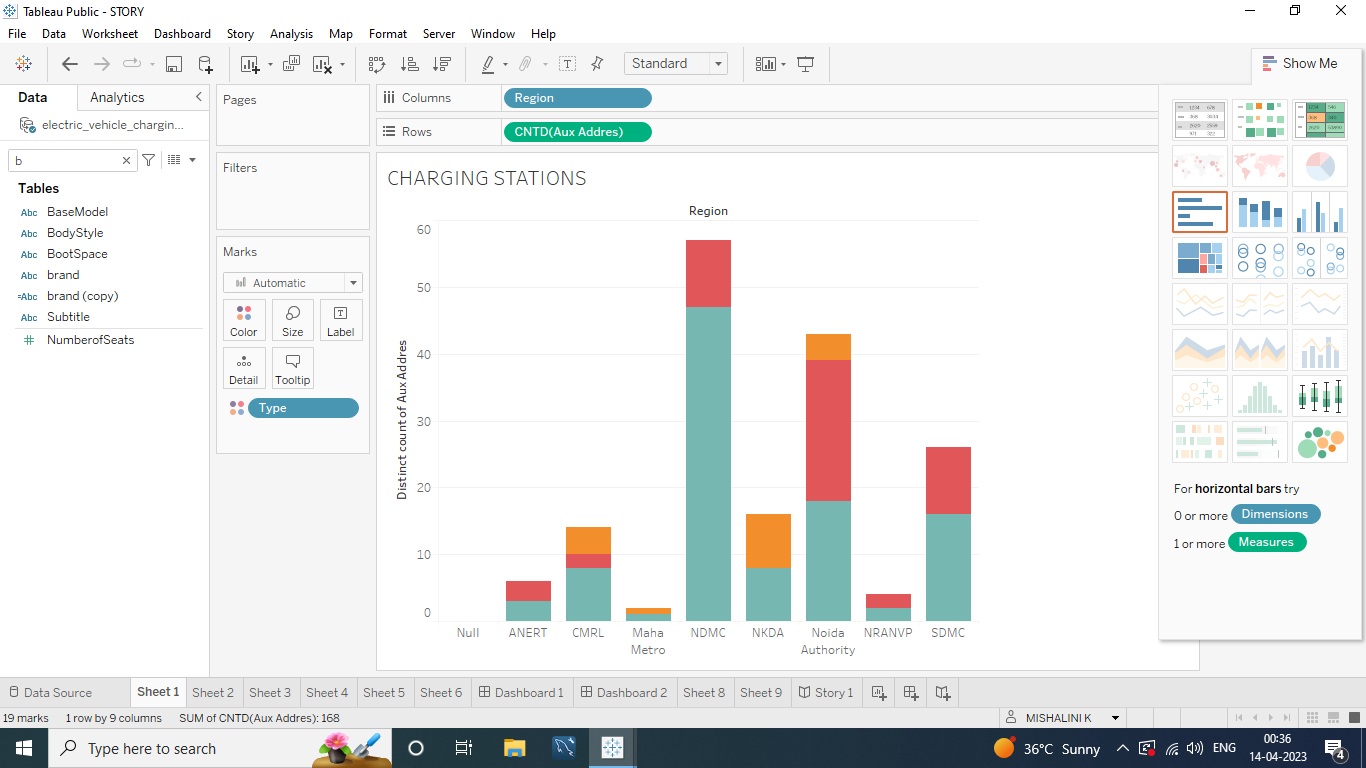 Tableau Public - STORY
File Data Worksheet Dashboard Story Analysis Map Format Server Window Help
Standard
Show Me
Data Analytics
electric_vehicle_chargin...
b
Tables
Abc BaseModel
Abc BodyStyle
Abc BootSpace
Abc brand
=Abc brand (copy)
Abc Subtitle
# NumberofSeats
Pages
Filters
Marks
Automatic
Color Size Label
Detail Tooltip
Type
Columns Region
Rows CNTD(Aux Addres)
CHARGING STATIONS
Region
Distinct count of Aux Addres
60
50
40
30
20
10
0
Null ANERT CMRL Maha Metro NDMC NKDA Noida Authority NRANVP SDMC
For horizontal bars try
0 or more Dimensions
1 or more Measures
Data Source Sheet 1 Sheet 2 Sheet 3 Sheet 4 Sheet 5 Sheet 6 Dashboard 1 Dashboard 2 Sheet 8 Sheet 9 Story 1
19 marks 1 row by 9 columns SUM of CNTD(Aux Addres): 168 MISHALINI K
Type here to search 36°C Sunny ENG 00:36
14-04-2023
4